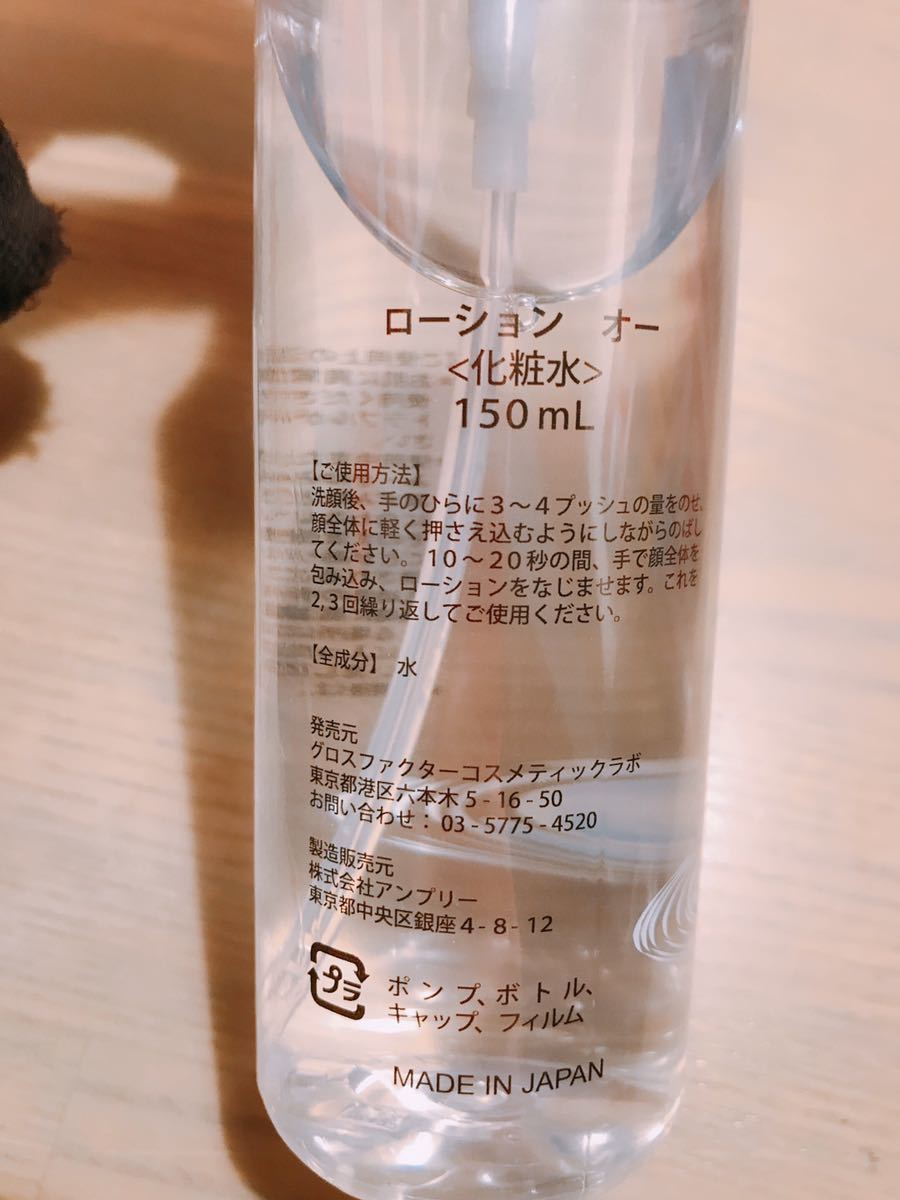 ローション オー
<化粧水>
150mL
【ご使用方法】
洗顔後、手のひらに3〜4プッシュの量をのせ、
顔全体に軽く押さえ込むようにしながらのばし
てください。10〜20秒の間、手で顔全体を
包み込み、ローションをなじませます。これを
2,3回繰り返してご使用ください。
【全成分】 水
発売元
グロスファクターコスメティックラボ
東京都港区六本木5-16-50
お問い合わせ：03-5775-4520
製造販売元
株式会社アンプリー
東京都中央区銀座4-8-12
プラ
ポンプ、ボトル、
キャップ、フィルム
MADE IN JAPAN